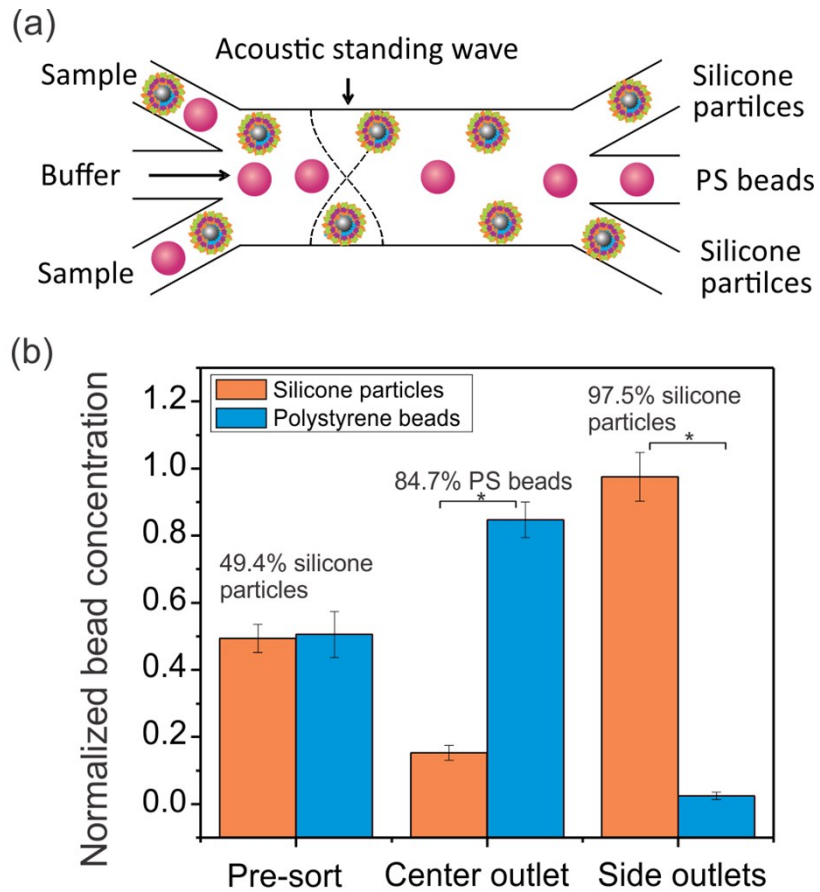 (a)
Acoustic standing wave
Sample
Silicone
partilces
Buffer
PS beads
Sample
Silicone
partilces
(b)
Normalized bead concentration
1.2
1.0
0.8
0.6
0.4
0.2
0.0
Silicone particles
Polystyrene beads
49.4% silicone
particles
84.7% PS beads
*
97.5% silicone
particles
*
Pre-sort
Center outlet
Side outlets